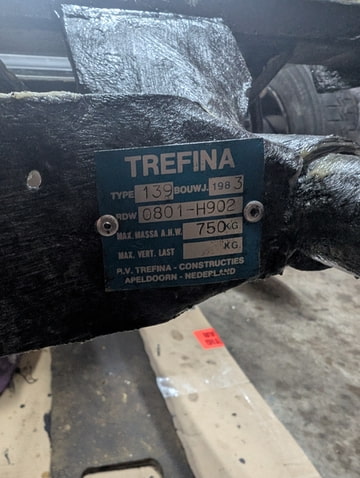 TREFINA
TYPE 139 BOUWJ. 1983
RDW 0801-H902
MAX. MASSA A.H.W. 750 KG
MAX. VERT. LAST KG
B.V. TREFINA - CONSTRUCTIES
APELDOORN - NEDERLAND